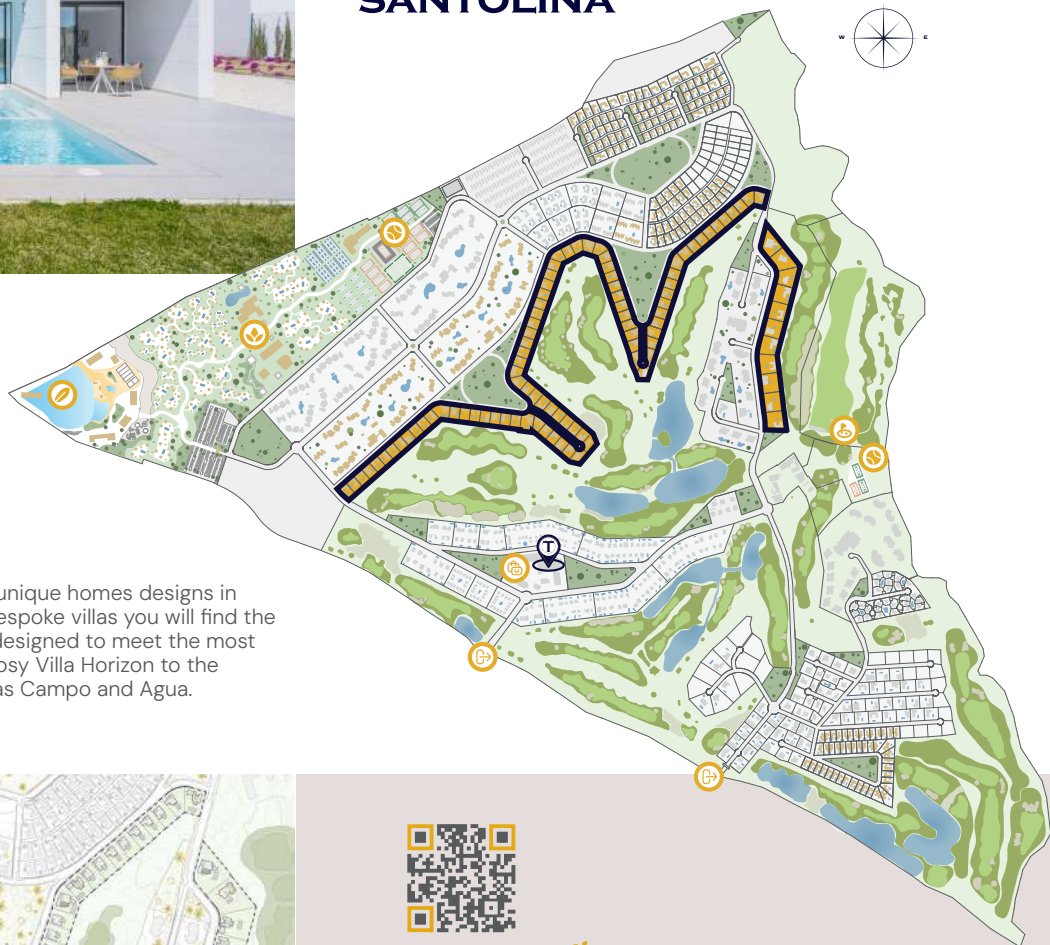 SANTOLINA
W E
T
unique homes designs in
espoke villas you will find the
designed to meet the most
osy Villa Horizon to the
as Campo and Agua.